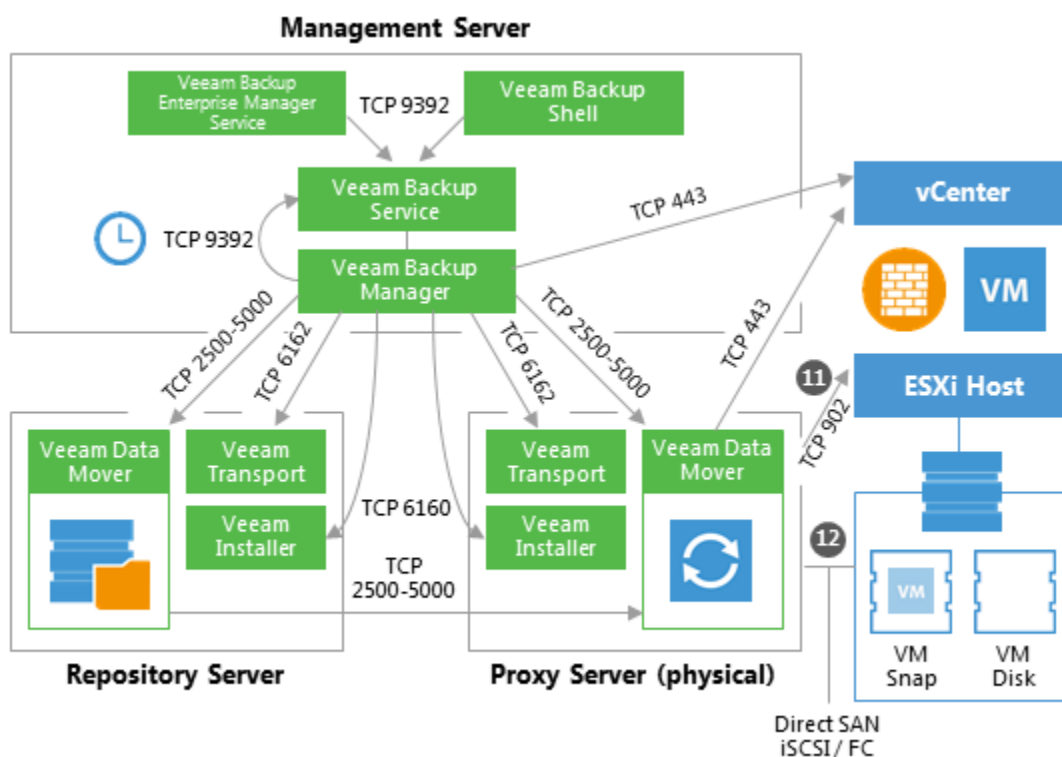 Management Server
Veeam Backup
Enterprise Manager
Service
TCP 9392
Veeam Backup
Shell
Veeam Backup
Service
TCP 9392
Veeam Backup
Manager
TCP 443
vCenter
VM
TCP 2500-5000
TCP 6162
TCP 6162
TCP 2500-5000
TCP 443
11
TCP 902
ESXi Host
Veeam Data
Mover
Veeam
Transport
Veeam
Installer
TCP 6160
TCP
2500-5000
Veeam
Transport
Veeam
Installer
Veeam Data
Mover
12
VM
VM
Snap
VM
Disk
Repository Server
Proxy Server (physical)
Direct SAN
iSCSI / FC